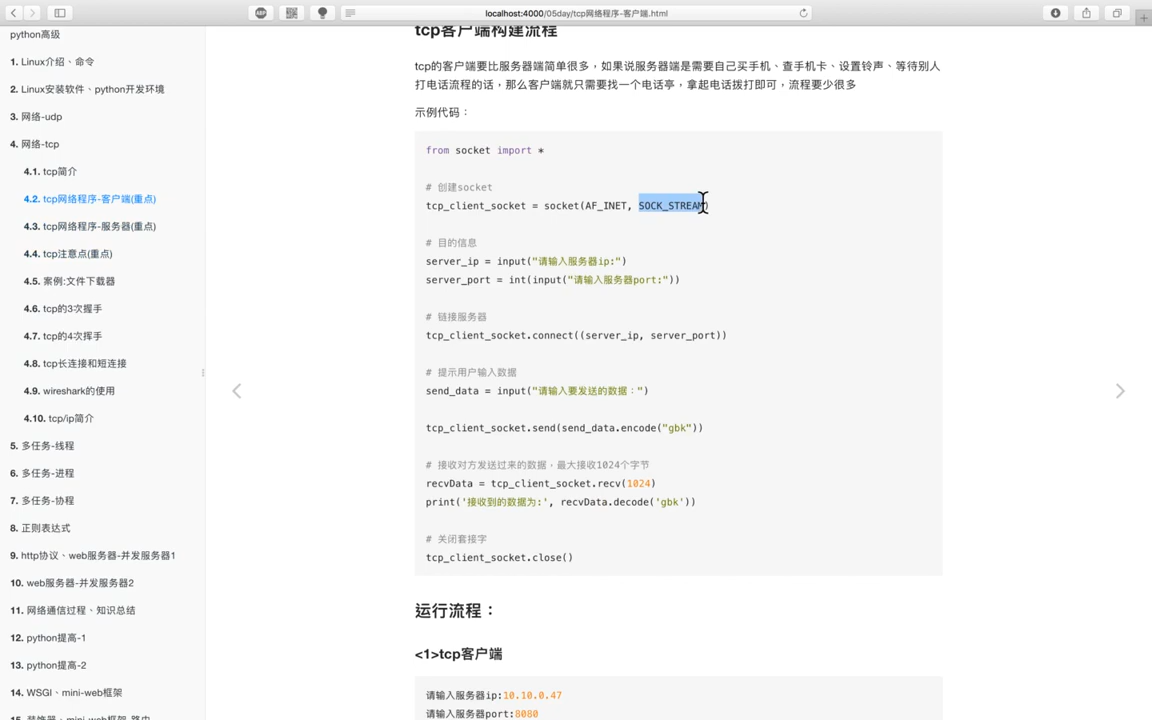 localhost:4000/05day/tcp网络程序-客户端.html
ABP
python高级
1. Linux介绍、命令
2. Linux安装软件、python开发环境
3. 网络-udp
4. 网络-tcp
4.1. tcp简介
4.2. tcp网络程序-客户端(重点)
4.3. tcp网络程序-服务器(重点)
4.4. tcp注意点(重点)
4.5. 案例:文件下载器
4.6. tcp的3次握手
4.7. tcp的4次挥手
4.8. tcp长连接和短连接
4.9. wireshark的使用
4.10. tcp/ip简介
5. 多任务-线程
6. 多任务-进程
7. 多任务-协程
8. 正则表达式
9. http协议、web服务器-并发服务器1
10. web服务器-并发服务器2
11. 网络通信过程、知识总结
12. python提高-1
13. python提高-2
14. WSGI、mini-web框架
15. 装饰器、mini-web框架-路由
tcp客户端构建流程
tcp的客户端要比服务器端简单很多，如果说服务器端是需要自己买手机、查手机卡、设置铃声、等待别人
打电话流程的话，那么客户端就只需要找一个电话亭，拿起电话拨打即可，流程要少很多
示例代码：
from socket import *
# 创建socket
tcp_client_socket = socket(AF_INET, SOCK_STREAM)
# 目的信息
server_ip = input("请输入服务器ip:")
server_port = int(input("请输入服务器port:"))
# 链接服务器
tcp_client_socket.connect((server_ip, server_port))
# 提示用户输入数据
send_data = input("请输入要发送的数据：")
tcp_client_socket.send(send_data.encode("gbk"))
# 接收对方发送过来的数据，最大接收1024个字节
recvData = tcp_client_socket.recv(1024)
print('接收到的数据为:', recvData.decode('gbk'))
# 关闭套接字
tcp_client_socket.close()
运行流程：
<1>tcp客户端
请输入服务器ip:10.10.0.47
请输入服务器port:8080